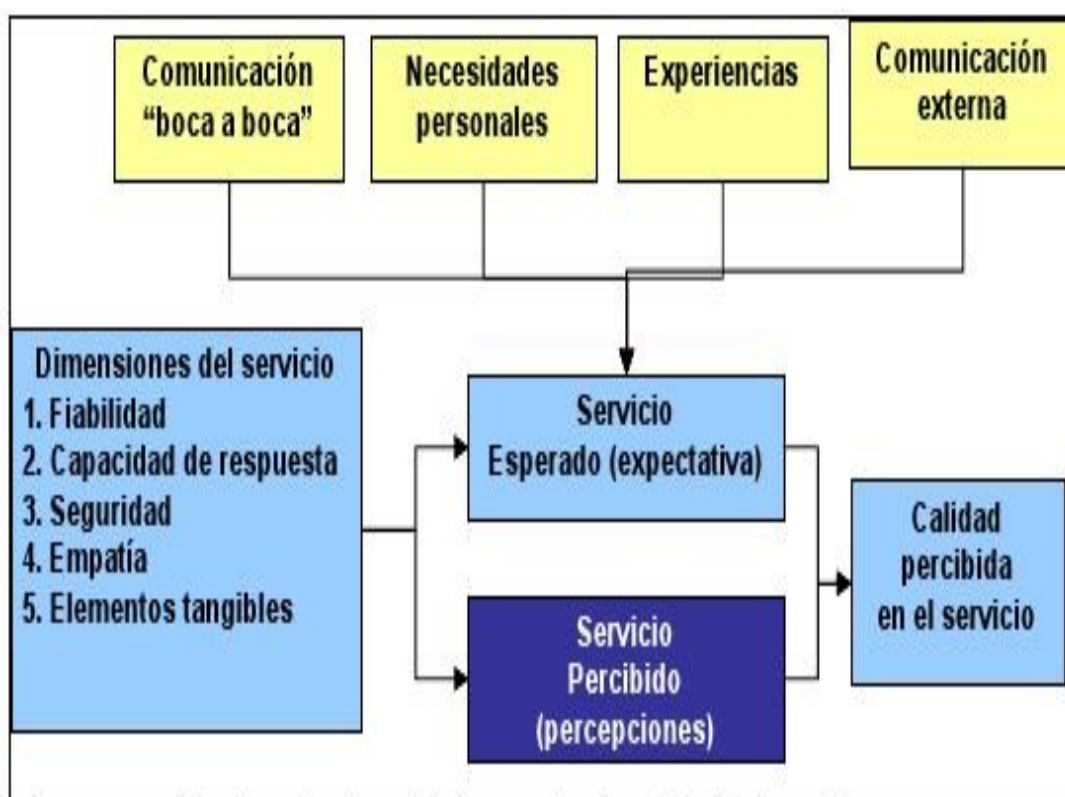 Comunicación
“boca a boca”
Necesidades
personales
Experiencias
Comunicación
externa
Dimensiones del servicio
1. Fiabilidad
2. Capacidad de respuesta
3. Seguridad
4. Empatía
5. Elementos tangibles
Servicio
Esperado (expectativa)
Servicio
Percibido
(percepciones)
Calidad
percibida
en el servicio